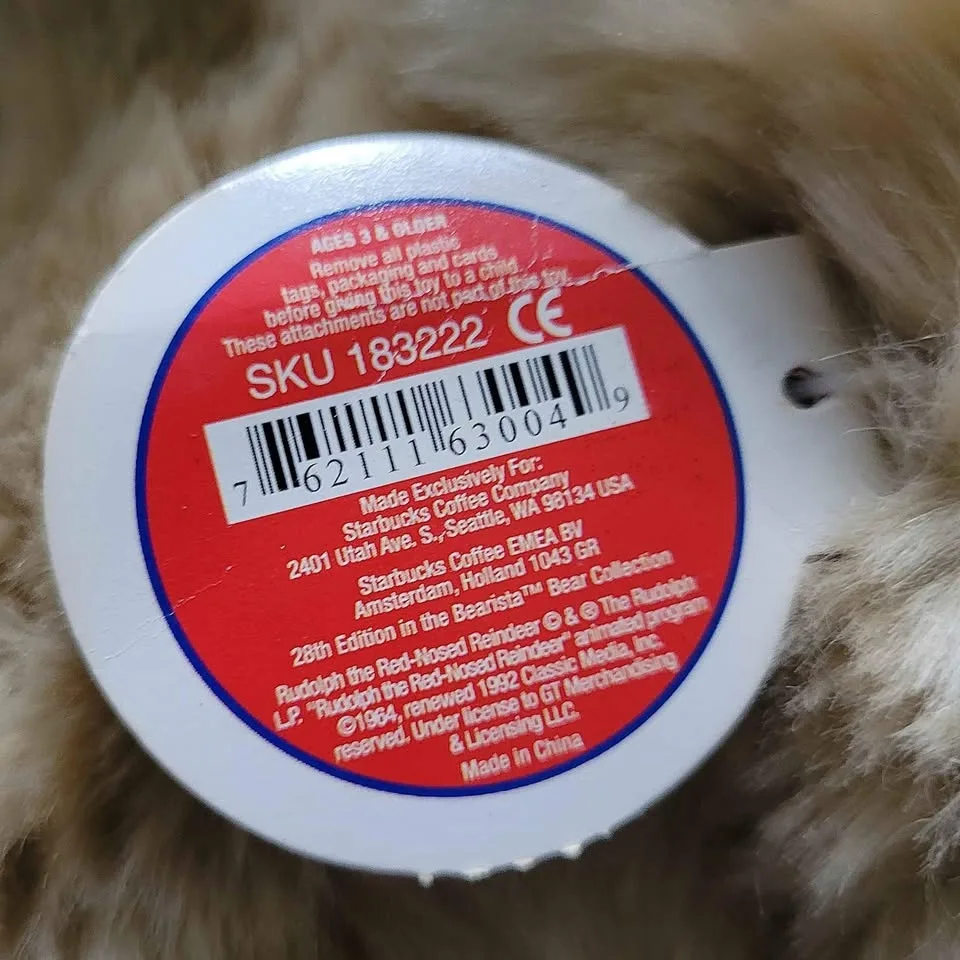 AGES 3 & OLDER
Remove all plastic
tags, packaging and cards
before giving this toy to a child.
These attachments are not part of this toy.
SKU 183222 CE
7 62111 63004 9
Made Exclusively For:
Starbucks Coffee Company
2401 Utah Ave. S., Seattle, WA 98134 USA
Starbucks Coffee EMEA BV
Amsterdam, Holland 1043 GR
28th Edition in the Bearista™ Bear Collection
Rudolph the Red-Nosed Reindeer © & ® The Rudolph
L.P. "Rudolph the Red-Nosed Reindeer" animated program
©1964, renewed 1992 Classic Media, Inc.
reserved. Under license to GT Merchandising
& Licensing LLC.
Made in China